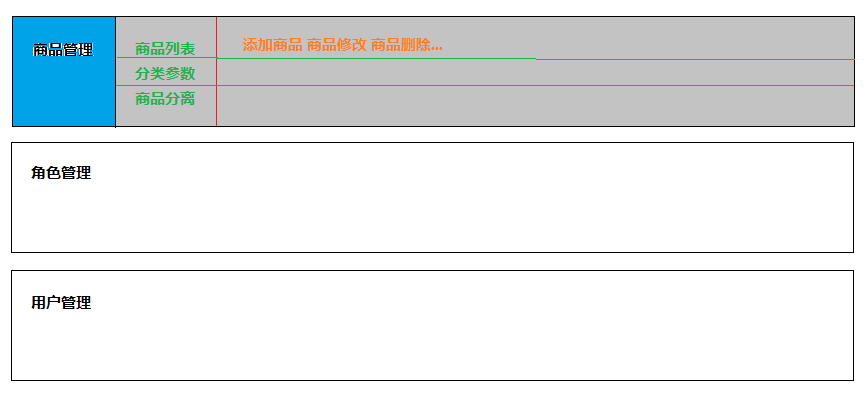 商品管理
商品列表
添加商品 商品修改 商品删除...
分类参数
商品分离
角色管理
用户管理